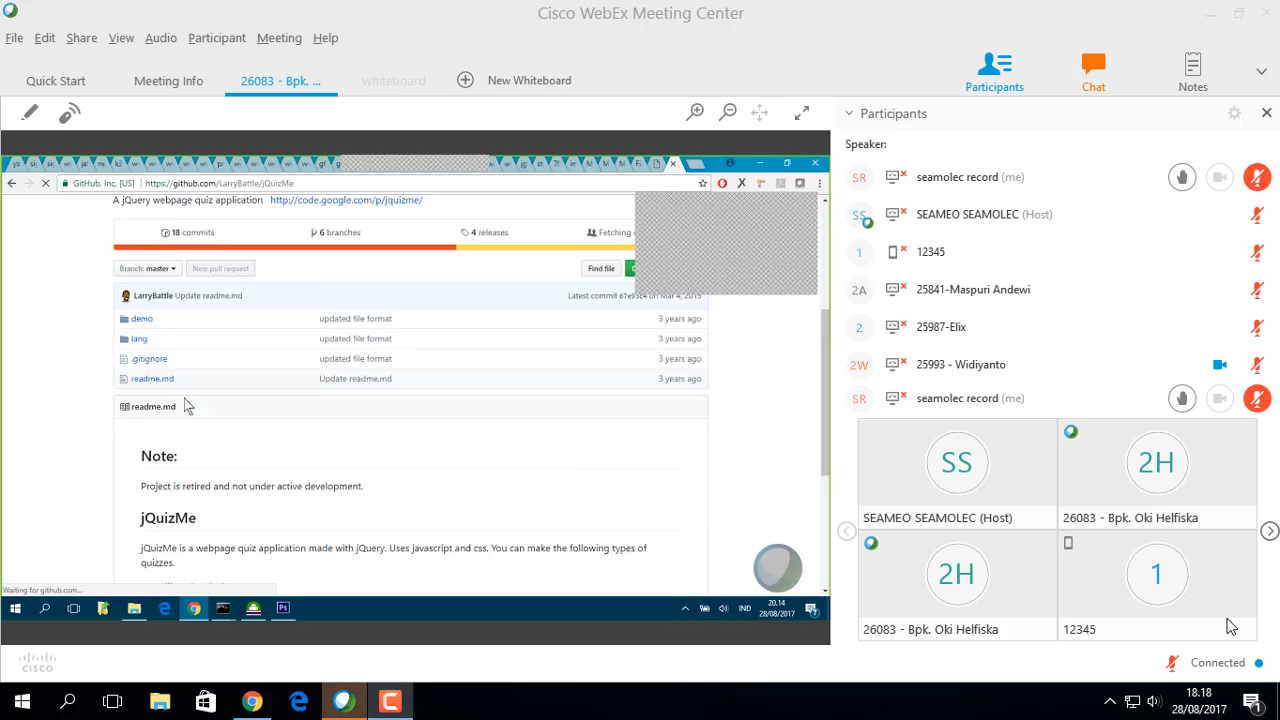 Cisco WebEx Meeting Center
File Edit Share View Audio Participant Meeting Help
Quick Start Meeting Info 26083 - Bpk. ... Whiteboard New Whiteboard
Participants Chat Notes
GitHub, Inc. [US] https://github.com/LarryBattle/jQuizMe
A jQuery webpage quiz application http://code.google.com/p/jquizme/
18 commits 6 branches 4 releases Fetching
Branch: master New pull request Find file
LarryBattle Update readme.md Latest commit
demo updated file format 3 years ago
lang updated file format 3 years ago
.gitignore updated file format 3 years ago
readme.md Update readme.md 3 years ago
readme.md
Note:
Project is retired and not under active development.
jQuizMe
jQuizMe is a webpage quiz application made with jQuery. Uses javascript and css. You can make the following types of
quizzes.
Waiting for github.com...
IND 20.14
28/08/2017
Participants
Speaker:
SR seamolec record (me)
SS SEAMEO SEAMOLEC (Host)
1 12345
2A 25841-Maspuri Andewi
2 25987-Elix
2W 25993 - Widiyanto
SR seamolec record (me)
SS 2H
SEAMEO SEAMOLEC (Host) 26083 - Bpk. Oki Helfiska
2H 1
26083 - Bpk. Oki Helfiska 12345
CISCO Connected
18.18
28/08/2017 1